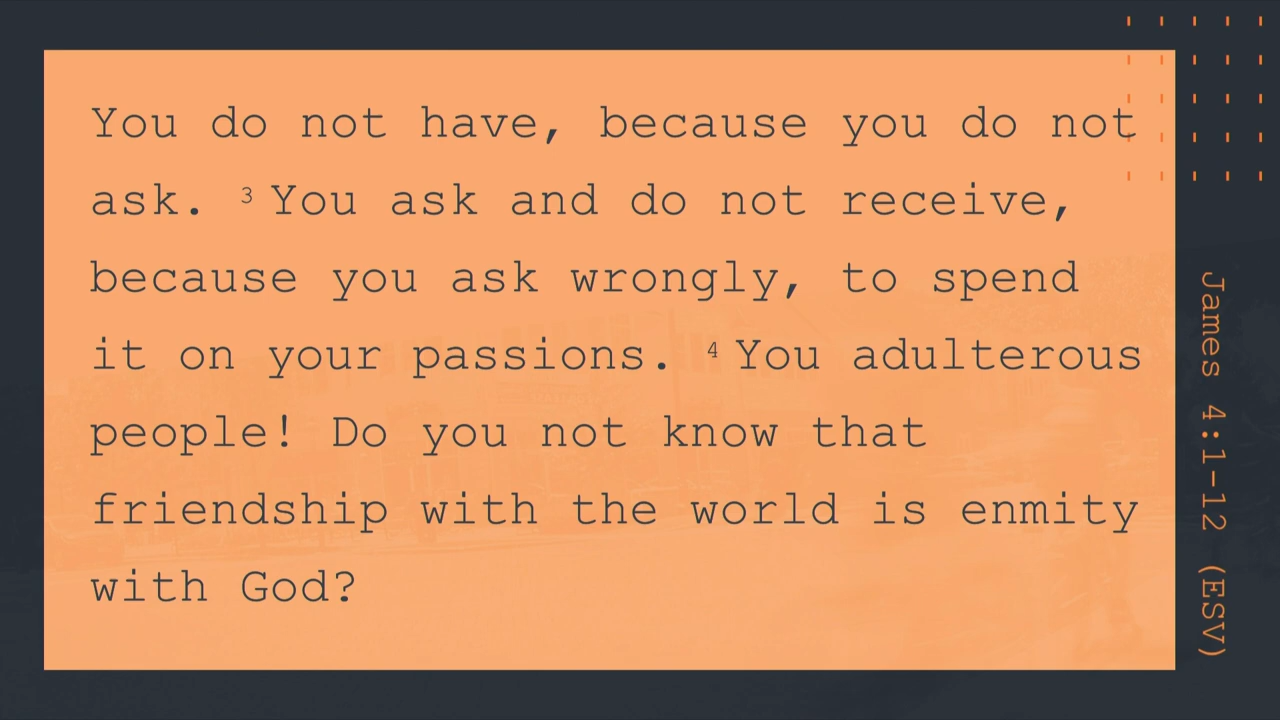 You do not have, because you do not
ask. 3 You ask and do not receive,
because you ask wrongly, to spend
it on your passions. 4 You adulterous
people! Do you not know that
friendship with the world is enmity
with God?
James 4:1-12 (ESV)